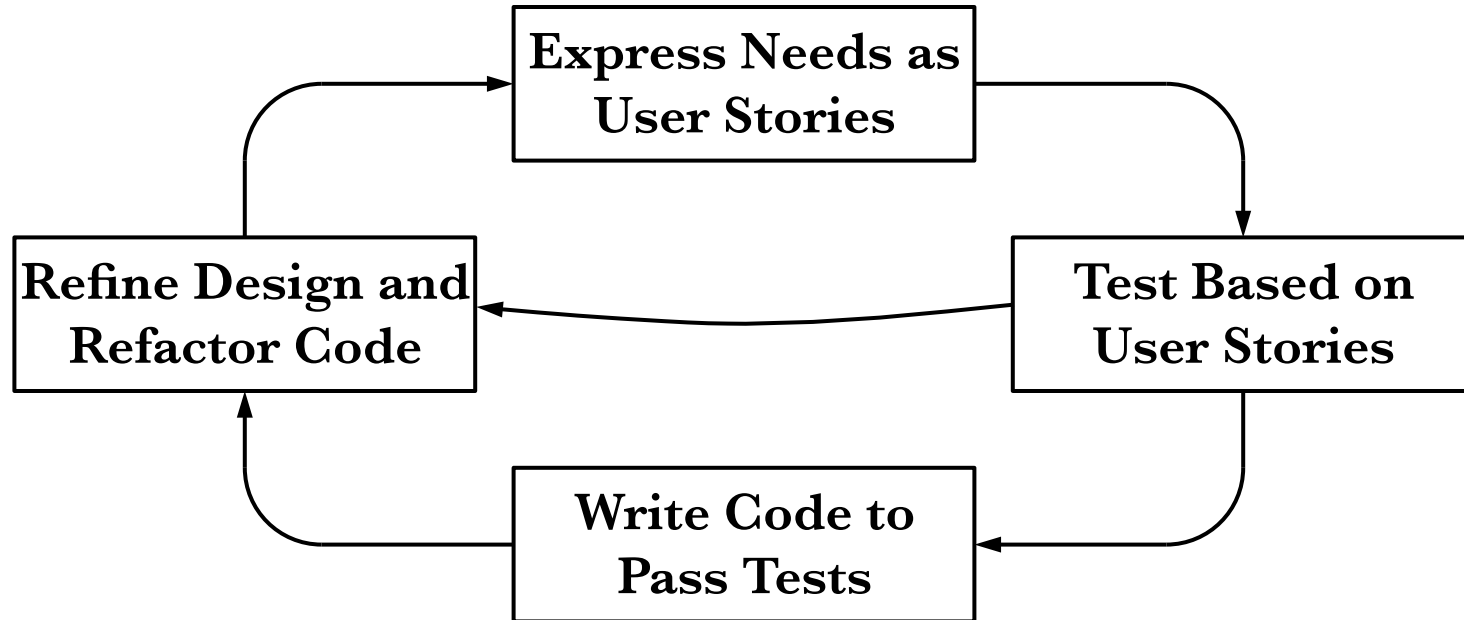 Express Needs as
User Stories
Refine Design and
Refactor Code
Test Based on
User Stories
Write Code to
Pass Tests